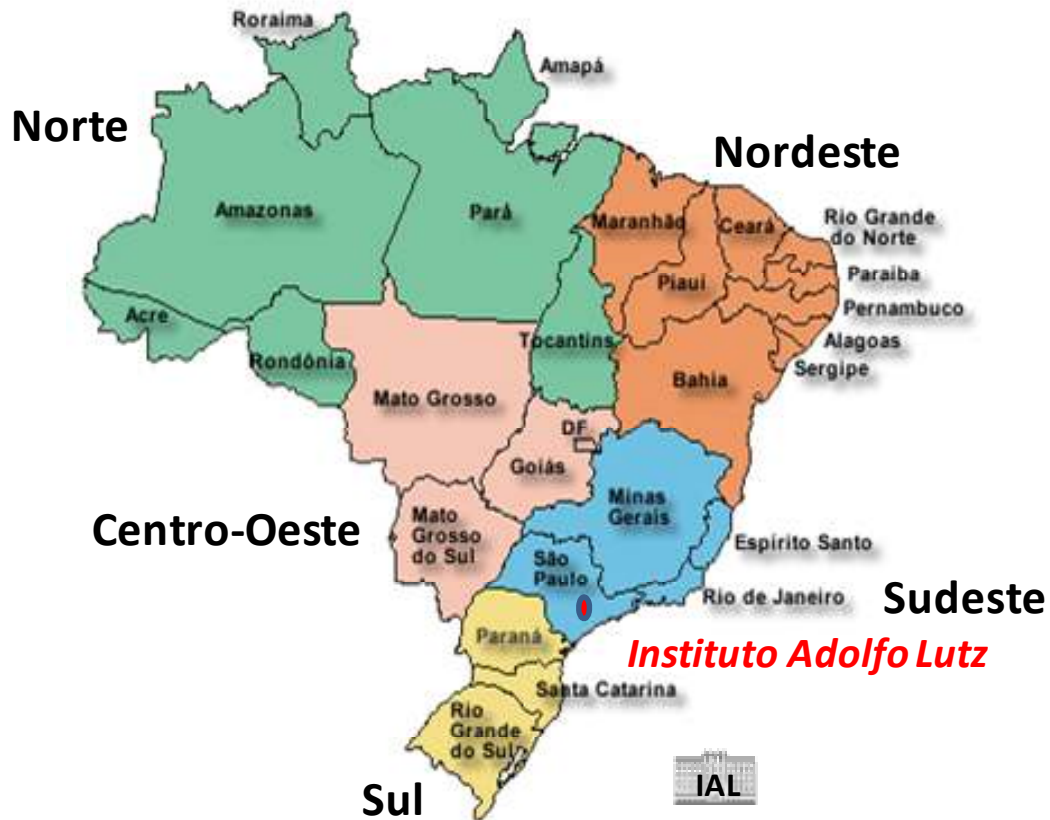 Roraima
Amapá
Norte
Nordeste
Amazonas
Pará
Maranhão
Ceará
Rio Grande
do Norte
Piaui
Paraiba
Pernambuco
Acre
Alagoas
Tocantins
Rondônia
Sergipe
Bahia
Mato Grosso
DF
Goiás
Minas
Gerais
Centro-Oeste
Mato
Grosso
do Sul
Espírito Santo
São
Paulo
Rio de Janeiro
Sudeste
Paraná
Instituto Adolfo Lutz
Santa Catarina
Rio
Grande
do Sul
IAL
Sul